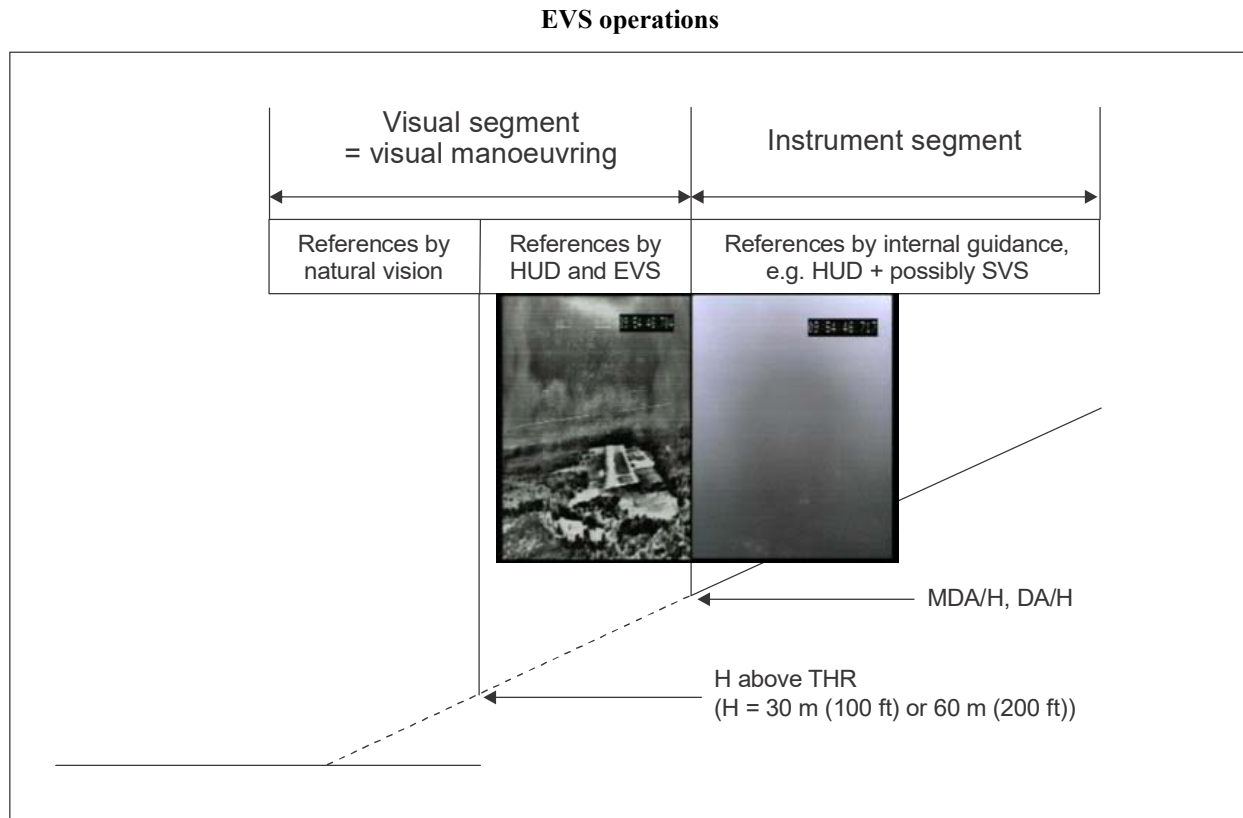 EVS operations
Visual segment
= visual manoeuvring
Instrument segment
References by
natural vision
References by
HUD and EVS
References by internal guidance,
e.g. HUD + possibly SVS
MDA/H, DA/H
H above THR
(H = 30 m (100 ft) or 60 m (200 ft))